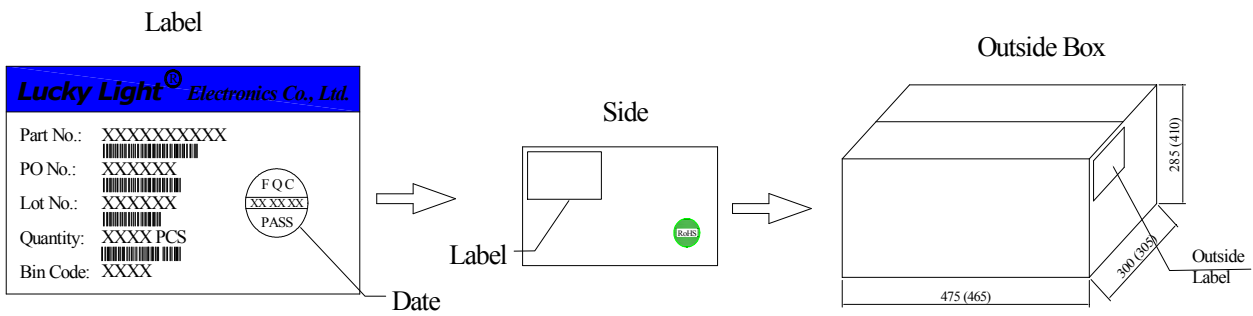 Label
Lucky Light® Electronics Co., Ltd.
Part No.: XXXXXXXXXX
PO No.: XXXXXX
Lot No.: XXXXXX
Quantity: XXXX PCS
Bin Code: XXXX
FQC
XX XX XX
PASS
Date
Side
RoHS
Label
Outside Box
285 (410)
300 (305)
475 (465)
Outside
Label